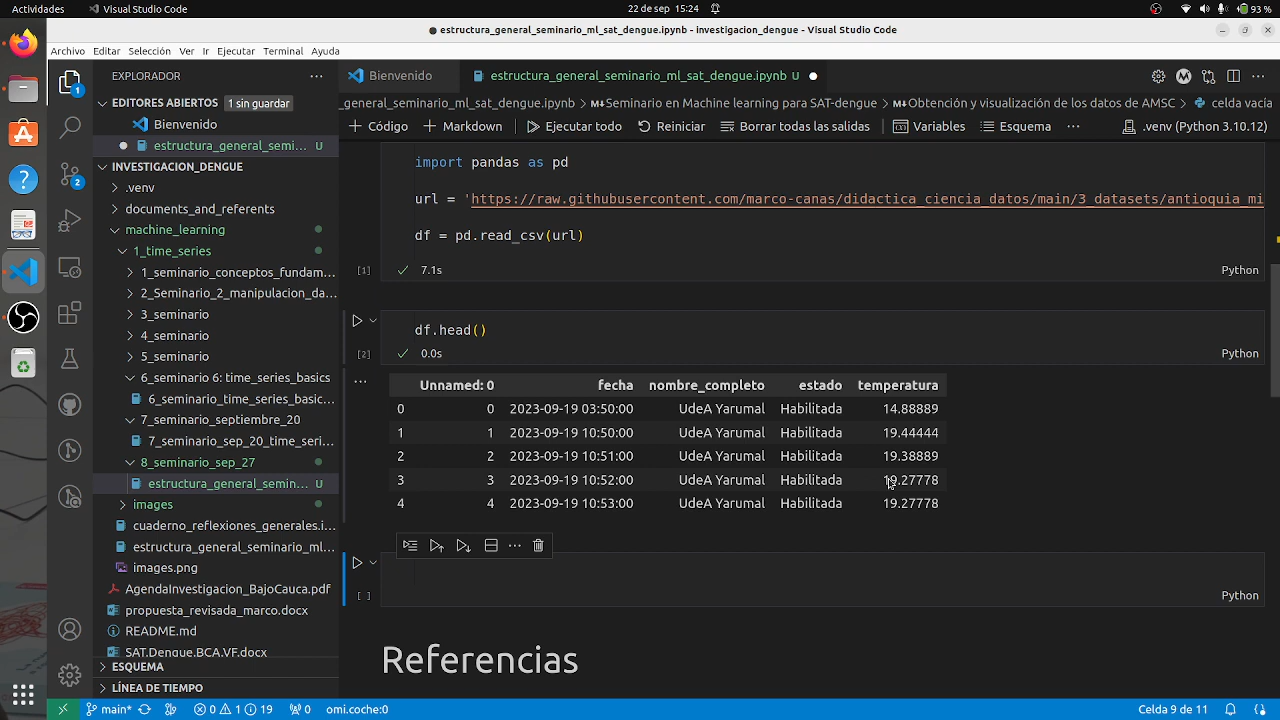 Actividades
Visual Studio Code
22 de sep 15:24
93 %
estructura_general_seminario_ml_sat_dengue.ipynb - investigacion_dengue - Visual Studio Code
Archivo Editar Selección Ver Ir Ejecutar Terminal Ayuda
EXPLORADOR
EDITORES ABIERTOS 1 sin guardar
Bienvenido
estructura_general_semi... U
INVESTIGACION_DENGUE
.venv
documents_and_referents
machine_learning
1_time_series
1_seminario_conceptos_fundam...
2_Seminario_2_manipulacion_da...
3_seminario
4_seminario
5_seminario
6_seminario 6: time_series_basics
6_seminario_time_series_basic...
7_seminario_septiembre_20
7_seminario_sep_20_time_seri...
8_seminario_sep_27
estructura_general_semin... U
images
cuaderno_reflexiones_generales.i...
estructura_general_seminario_ml...
images.png
AgendaInvestigacion_BajoCauca.pdf
propuesta_revisada_marco.docx
README.md
SAT.Dengue.BCA.VF.docx
ESQUEMA
LÍNEA DE TIEMPO
1
2
Bienvenido
estructura_general_seminario_ml_sat_dengue.ipynb U
_general_seminario_ml_sat_dengue.ipynb > Seminario en Machine learning para SAT-dengue > Obtención y visualización de los datos de AMSC > celda vacía
Código Markdown Ejecutar todo Reiniciar Borrar todas las salidas Variables Esquema ... .venv (Python 3.10.12)
import pandas as pd
url = 'https://raw.githubusercontent.com/marco-canas/didactica_ciencia_datos/main/3_datasets/antioquia_mi
df = pd.read_csv(url)
[1] 7.1s Python
df.head()
[2] 0.0s Python
Unnamed: 0 fecha nombre_completo estado temperatura
0 0 2023-09-19 03:50:00 UdeA Yarumal Habilitada 14.88889
1 1 2023-09-19 10:50:00 UdeA Yarumal Habilitada 19.44444
2 2 2023-09-19 10:51:00 UdeA Yarumal Habilitada 19.38889
3 3 2023-09-19 10:52:00 UdeA Yarumal Habilitada 19.27778
4 4 2023-09-19 10:53:00 UdeA Yarumal Habilitada 19.27778
[ ] Python
Referencias
main* 0 1 19 0 omi.coche:0 Celda 9 de 11